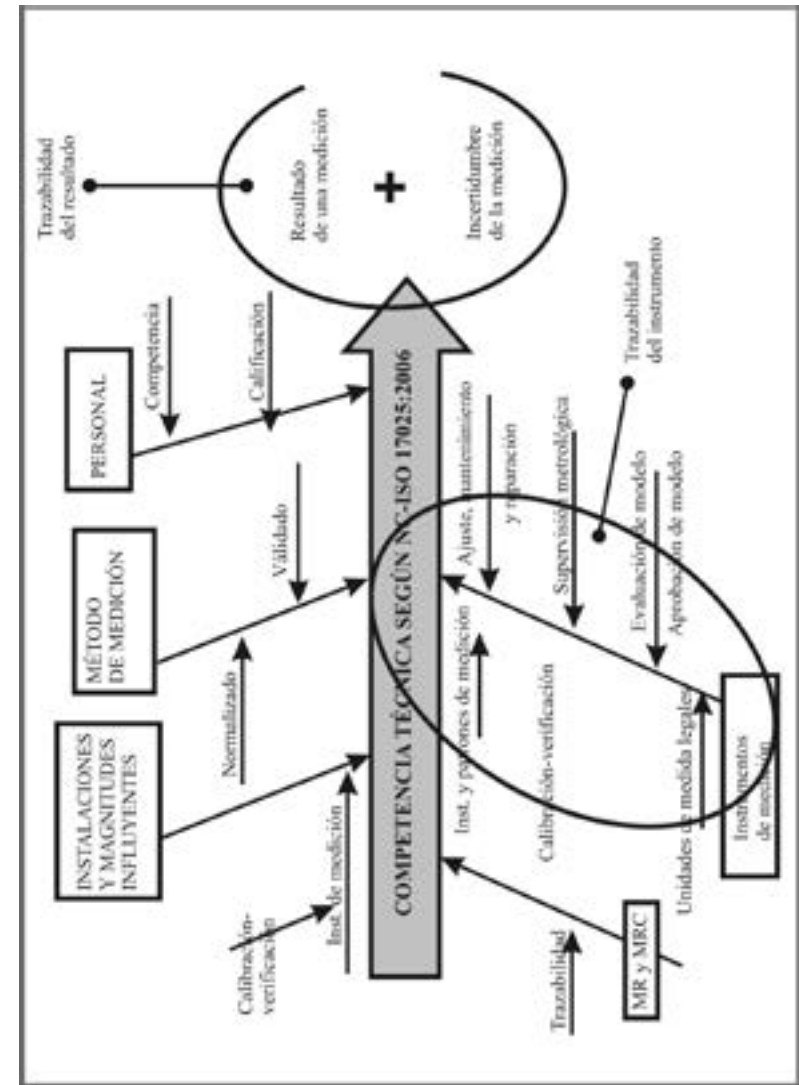 Trazabilidad
del resultado
Resultado
de una medición
+
Incertidumbre
de la medición
PERSONAL
Competencia
Calificación
MÉTODO
DE MEDICIÓN
Normalizado
Válidado
INSTALACIONES
Y MAGNITUDES
INFLUYENTES
Calibración-
verificación
Inst. de medición
COMPETENCIA TÉCNICA SEGÚN NC-ISO 17025:2006
MR y MRC
Trazabilidad
Instrumentos
de medición
Unidades de medida legales
Calibración-verificación
Inst. y patrones de medición
Ajuste, mantenimiento
y reparación
Supervisión metrológica
Evaluación de modelo
Aprobación de modelo
Trazabilidad
del instrumento